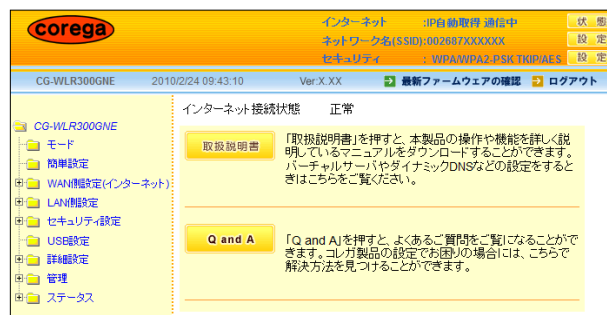 corega
インターネット :IP自動取得 通信中 状 態
ネットワーク名(SSID):002687XXXXXX 設 定
セキュリティ : WPA/WPA2-PSK TKIP/AES 設 定
CG-WLR300GNE 2010/2/24 09:43:10 Ver:X.XX 最新ファームウェアの確認 ログアウト
インターネット接続状態 正常
CG-WLR300GNE
モード
簡単設定
WAN側設定(インターネット)
LAN側設定
セキュリティ設定
USB設定
詳細設定
管理
ステータス
取扱説明書
「取扱説明書」を押すと、本製品の操作や機能を詳しく説
明しているマニュアルをダウンロードすることができます。
バーチャルサーバやダイナミックDNSなどの設定をすると
きはこちらをご覧ください。
Q and A
「Q and A」を押すと、よくあるご質問をご覧になることがで
きます。コレガ製品の設定でお困りの場合には、こちらで
解決方法を見つけることができます。